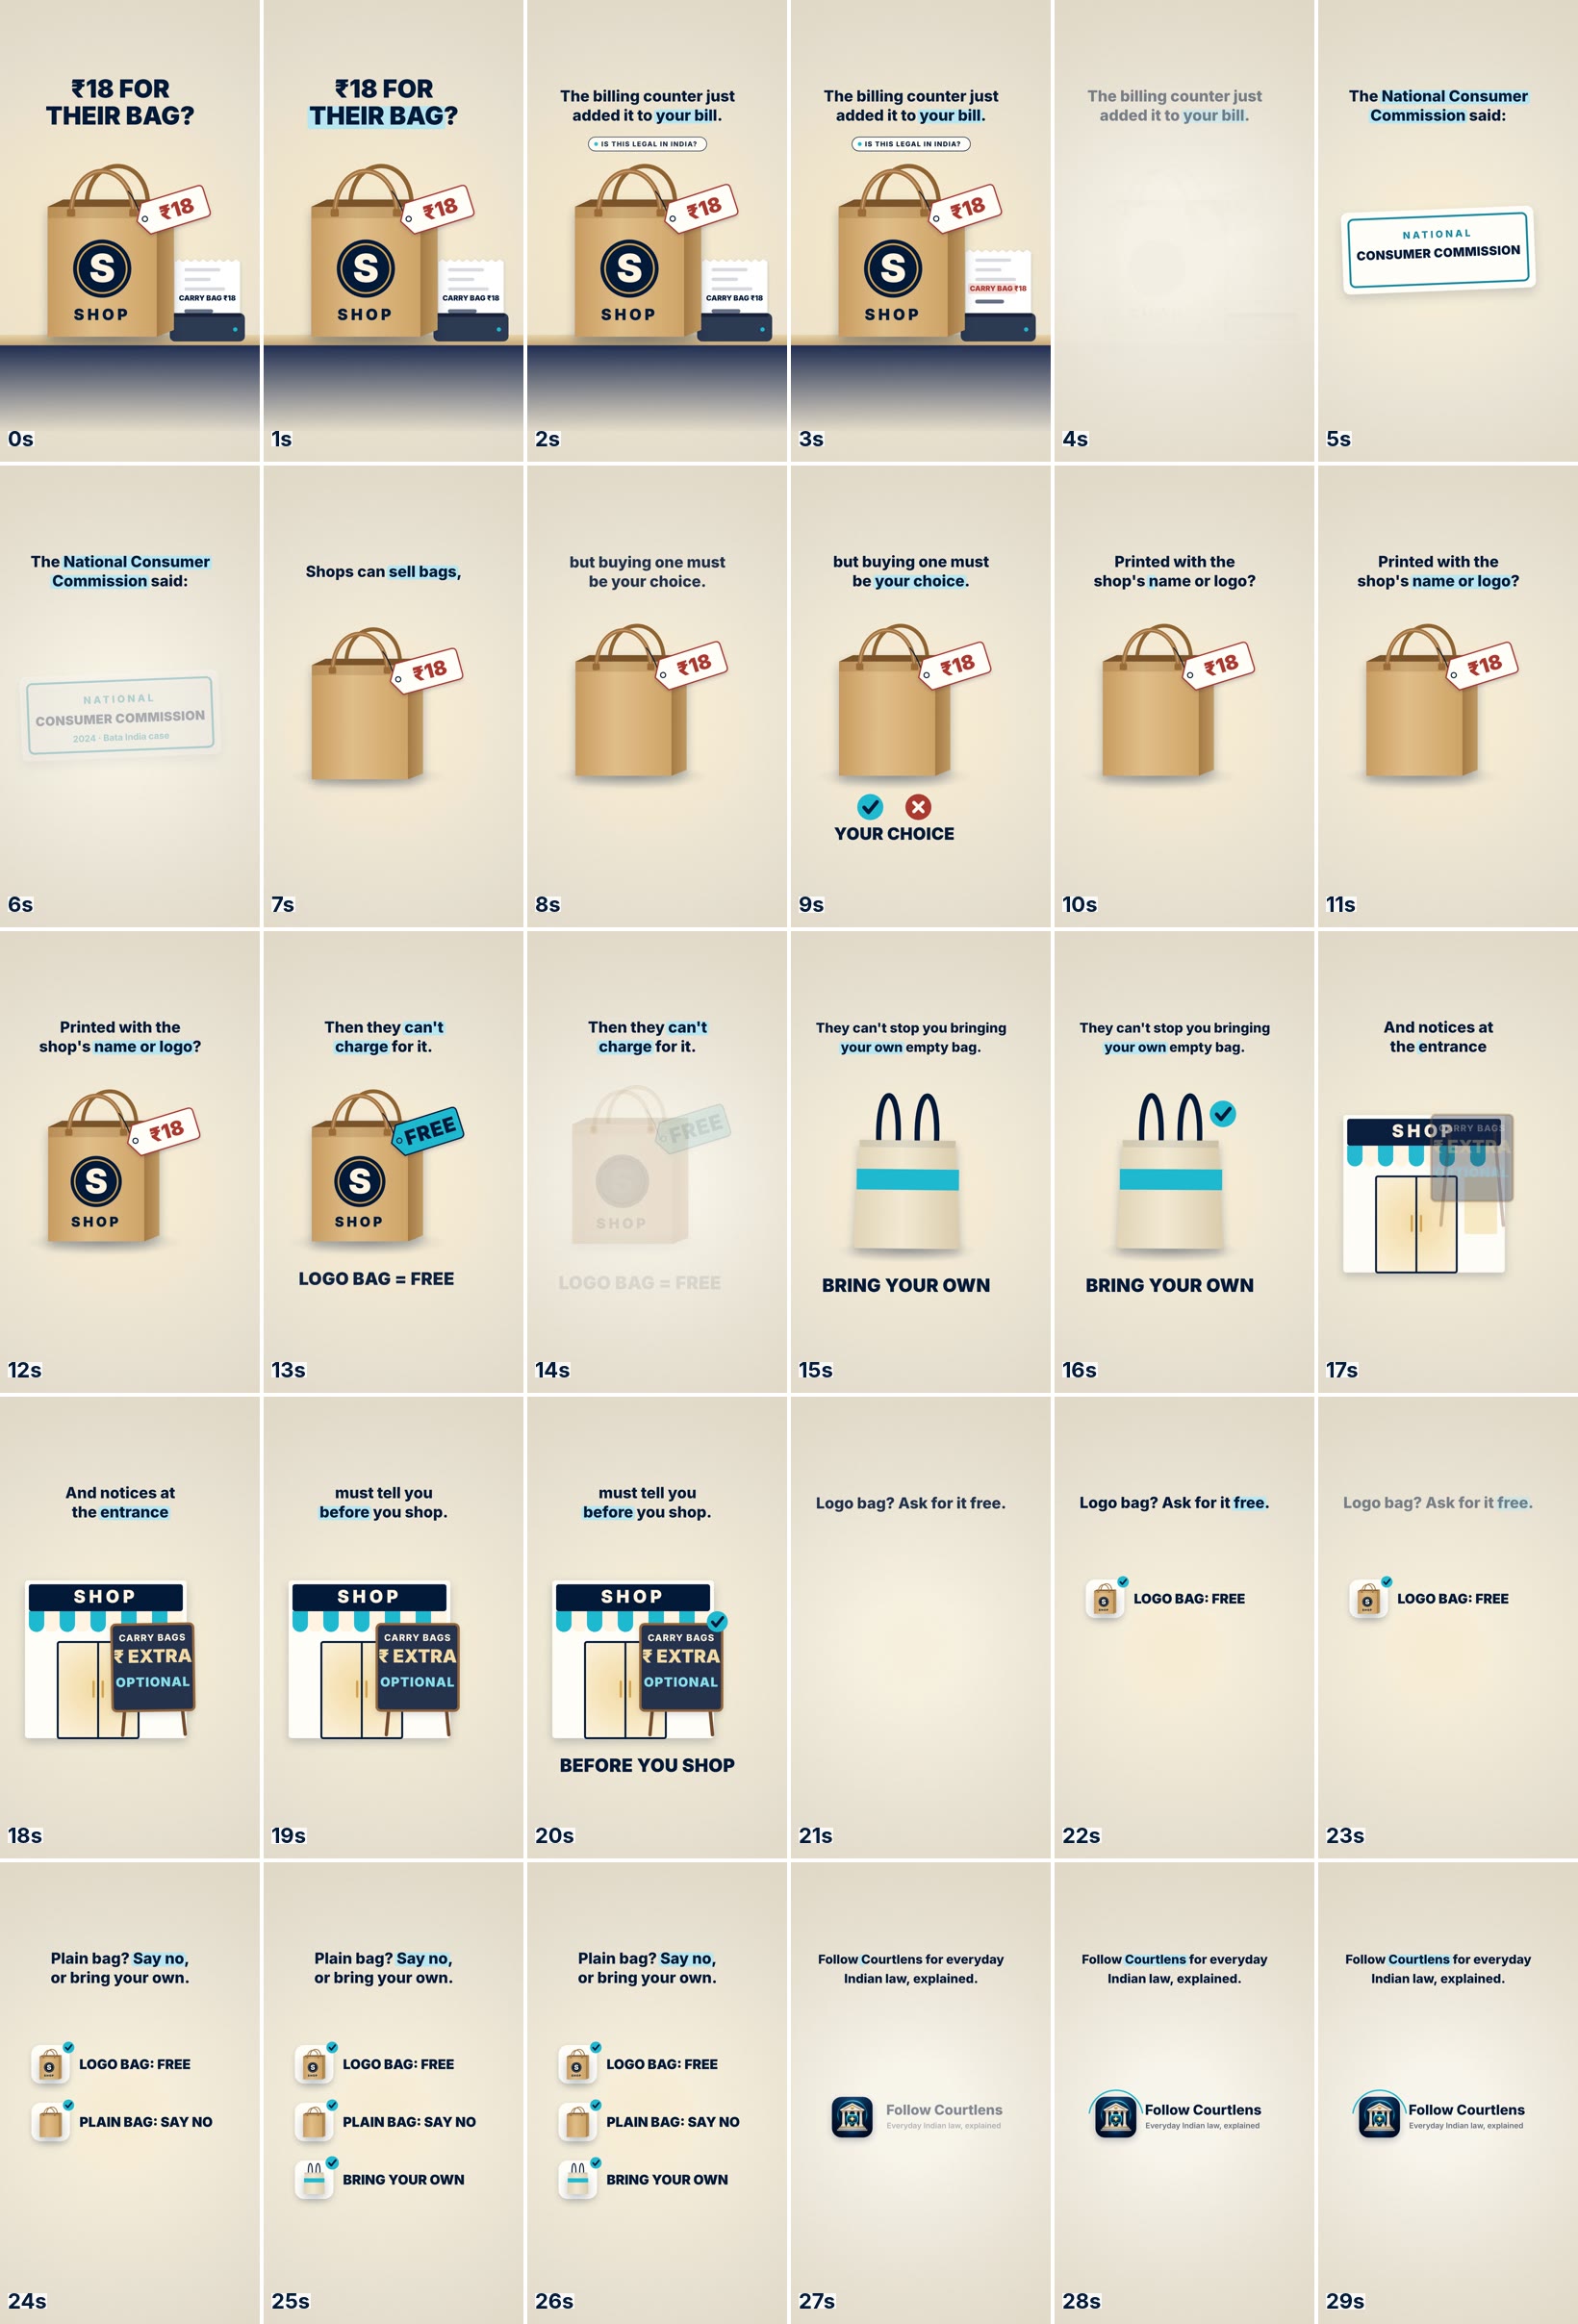 ₹18 FOR
THEIR BAG?
₹18
S
SHOP
CARRY BAG ₹18
0s
₹18 FOR
THEIR BAG?
₹18
S
SHOP
CARRY BAG ₹18
1s
The billing counter just
added it to your bill.
IS THIS LEGAL IN INDIA?
₹18
S
SHOP
CARRY BAG ₹18
2s
The billing counter just
added it to your bill.
IS THIS LEGAL IN INDIA?
₹18
S
SHOP
CARRY BAG ₹18
3s
The billing counter just
added it to your bill.
4s
The National Consumer
Commission said:
NATIONAL
CONSUMER COMMISSION
5s
The National Consumer
Commission said:
NATIONAL
CONSUMER COMMISSION
2024 · Bata India case
6s
Shops can sell bags,
₹18
7s
but buying one must
be your choice.
₹18
8s
but buying one must
be your choice.
₹18
YOUR CHOICE
9s
Printed with the
shop's name or logo?
₹18
10s
Printed with the
shop's name or logo?
₹18
11s
Printed with the
shop's name or logo?
₹18
S
SHOP
12s
Then they can't
charge for it.
FREE
S
SHOP
LOGO BAG = FREE
13s
Then they can't
charge for it.
FREE
S
SHOP
LOGO BAG = FREE
14s
They can't stop you bringing
your own empty bag.
BRING YOUR OWN
15s
They can't stop you bringing
your own empty bag.
BRING YOUR OWN
16s
And notices at
the entrance
SHOP
CARRY BAGS
₹ EXTRA
17s
And notices at
the entrance
SHOP
CARRY BAGS
₹ EXTRA
OPTIONAL
18s
must tell you
before you shop.
SHOP
CARRY BAGS
₹ EXTRA
OPTIONAL
19s
must tell you
before you shop.
SHOP
CARRY BAGS
₹ EXTRA
OPTIONAL
BEFORE YOU SHOP
20s
Logo bag? Ask for it free.
21s
Logo bag? Ask for it free.
S
LOGO BAG: FREE
22s
Logo bag? Ask for it free.
S
LOGO BAG: FREE
23s
Plain bag? Say no,
or bring your own.
S
LOGO BAG: FREE
PLAIN BAG: SAY NO
24s
Plain bag? Say no,
or bring your own.
S
LOGO BAG: FREE
PLAIN BAG: SAY NO
BRING YOUR OWN
25s
Plain bag? Say no,
or bring your own.
S
LOGO BAG: FREE
PLAIN BAG: SAY NO
BRING YOUR OWN
26s
Follow Courtlens for everyday
Indian law, explained.
Follow Courtlens
Everyday Indian law, explained
27s
Follow Courtlens for everyday
Indian law, explained.
Follow Courtlens
Everyday Indian law, explained
28s
Follow Courtlens for everyday
Indian law, explained.
Follow Courtlens
Everyday Indian law, explained
29s